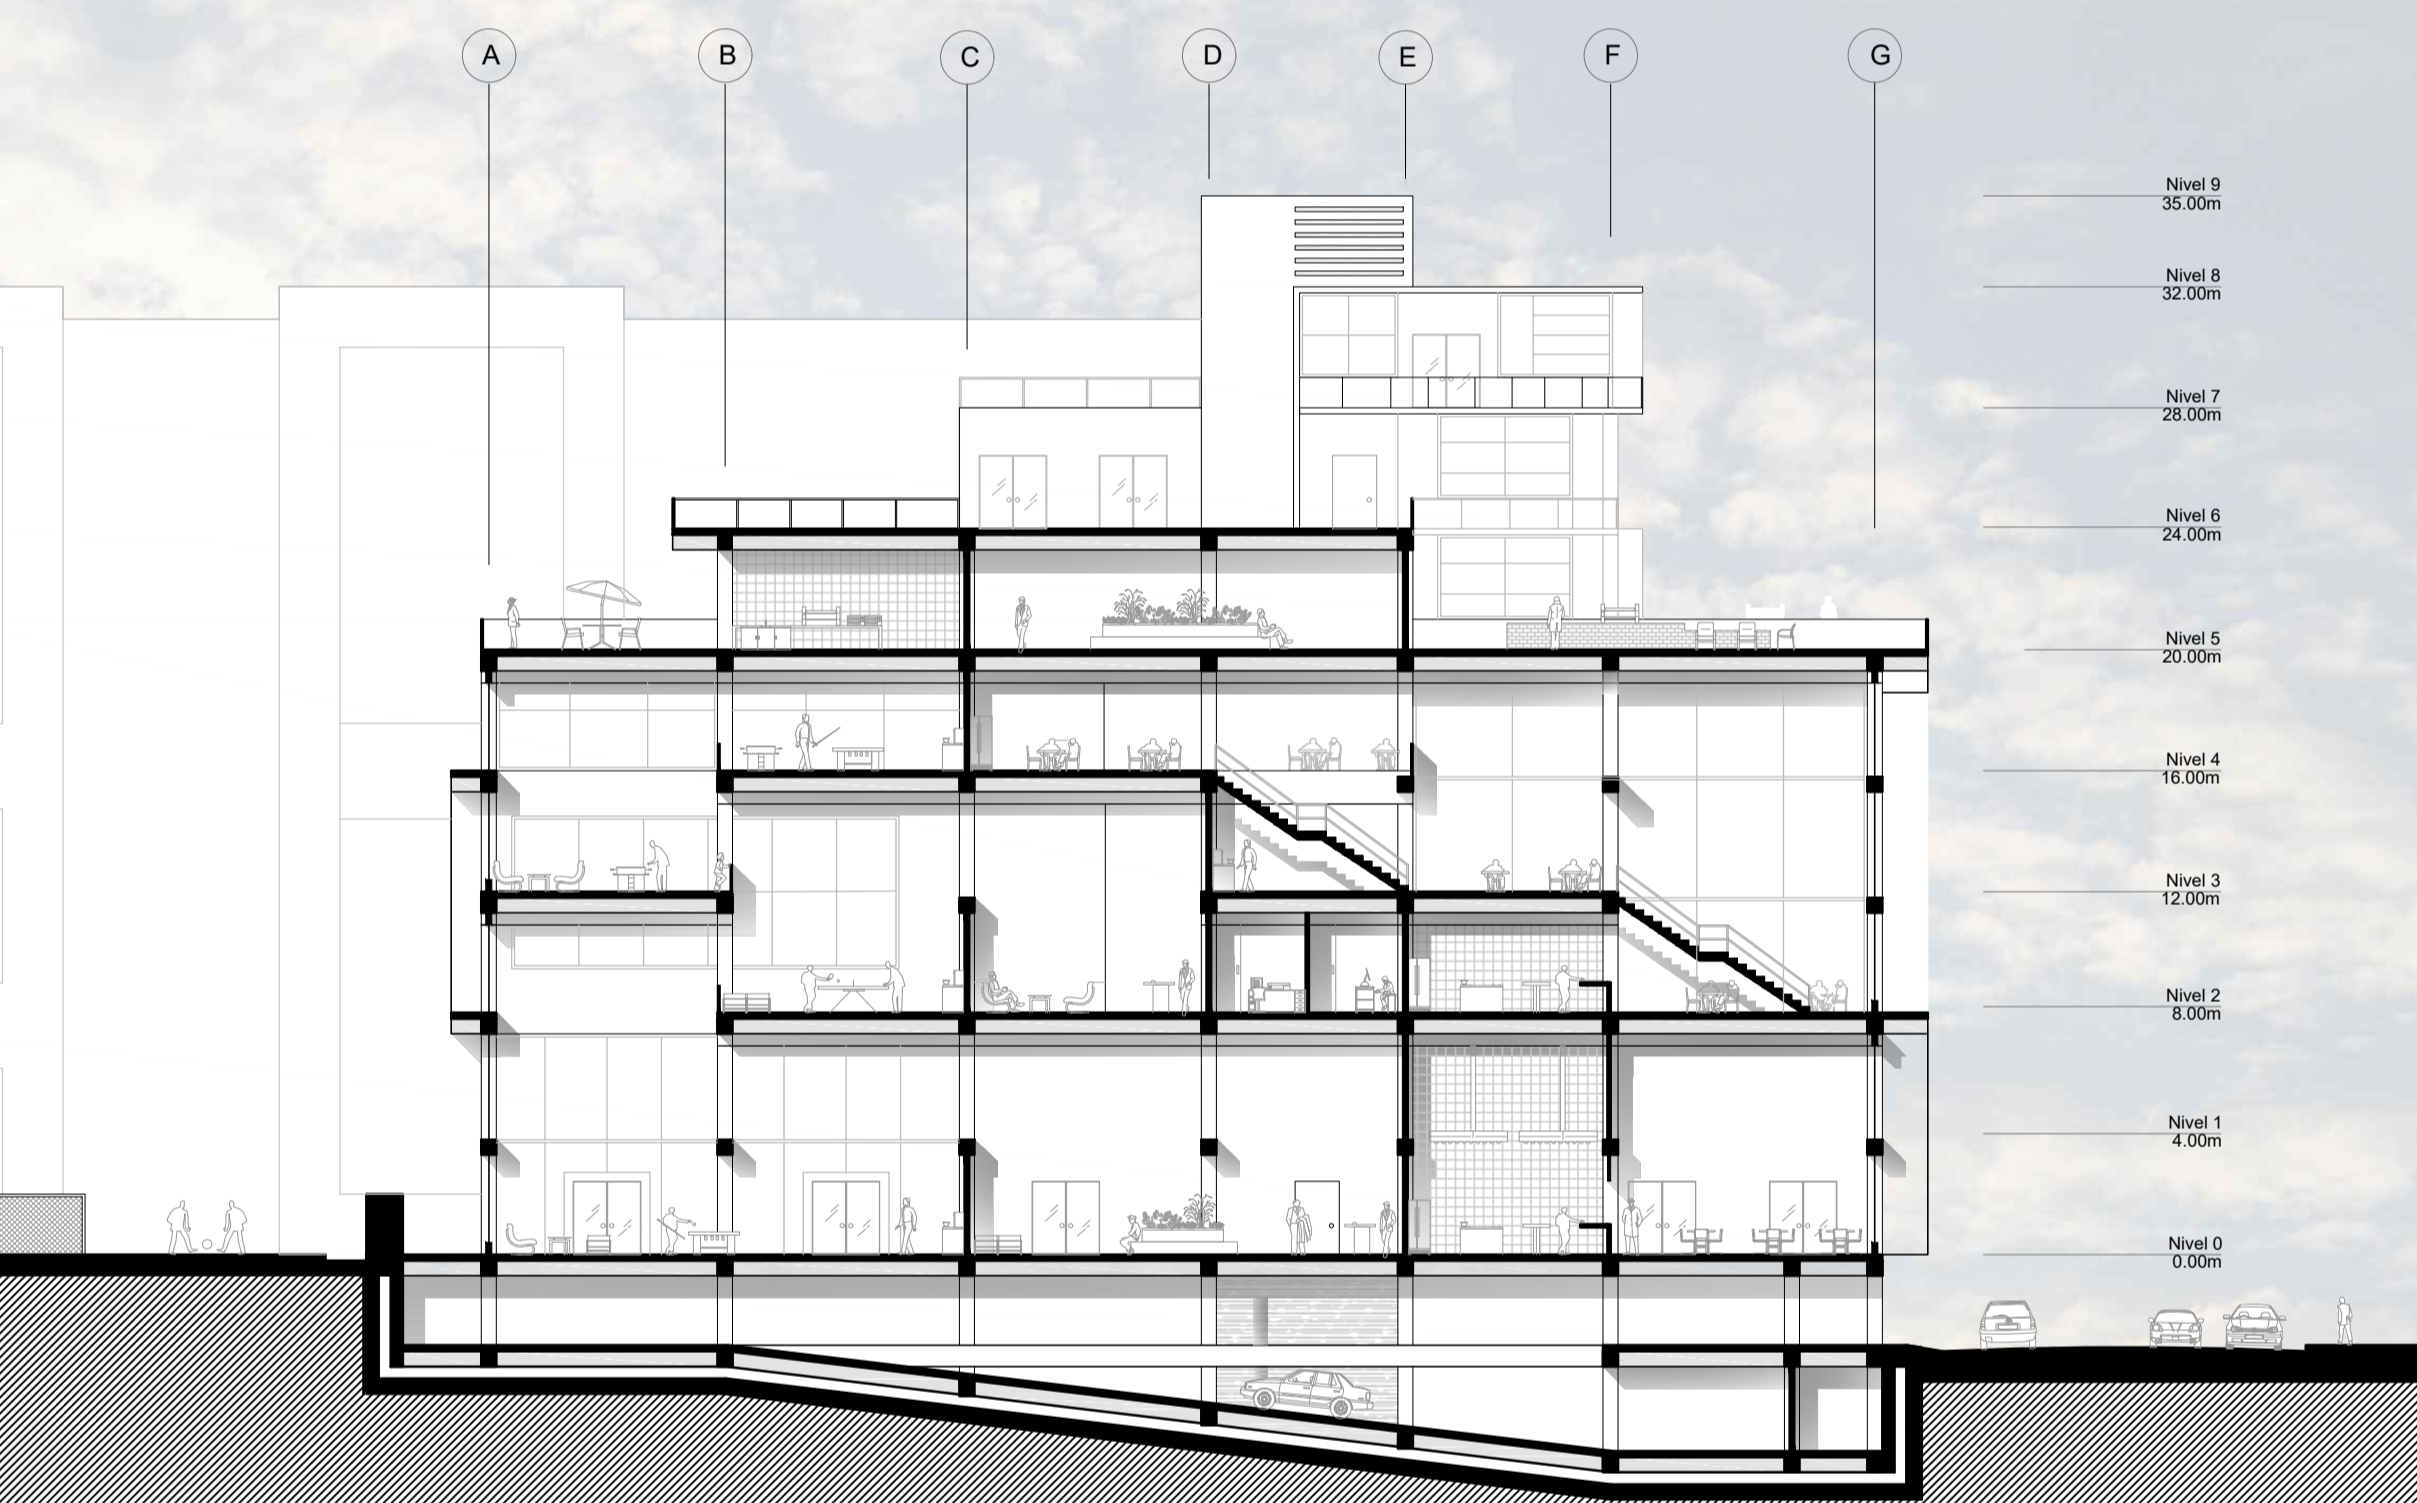 A
B
C
D
E
F
G
Nivel 9
35.00m
Nivel 8
32.00m
Nivel 7
28.00m
Nivel 6
24.00m
Nivel 5
20.00m
Nivel 4
16.00m
Nivel 3
12.00m
Nivel 2
8.00m
Nivel 1
4.00m
Nivel 0
0.00m